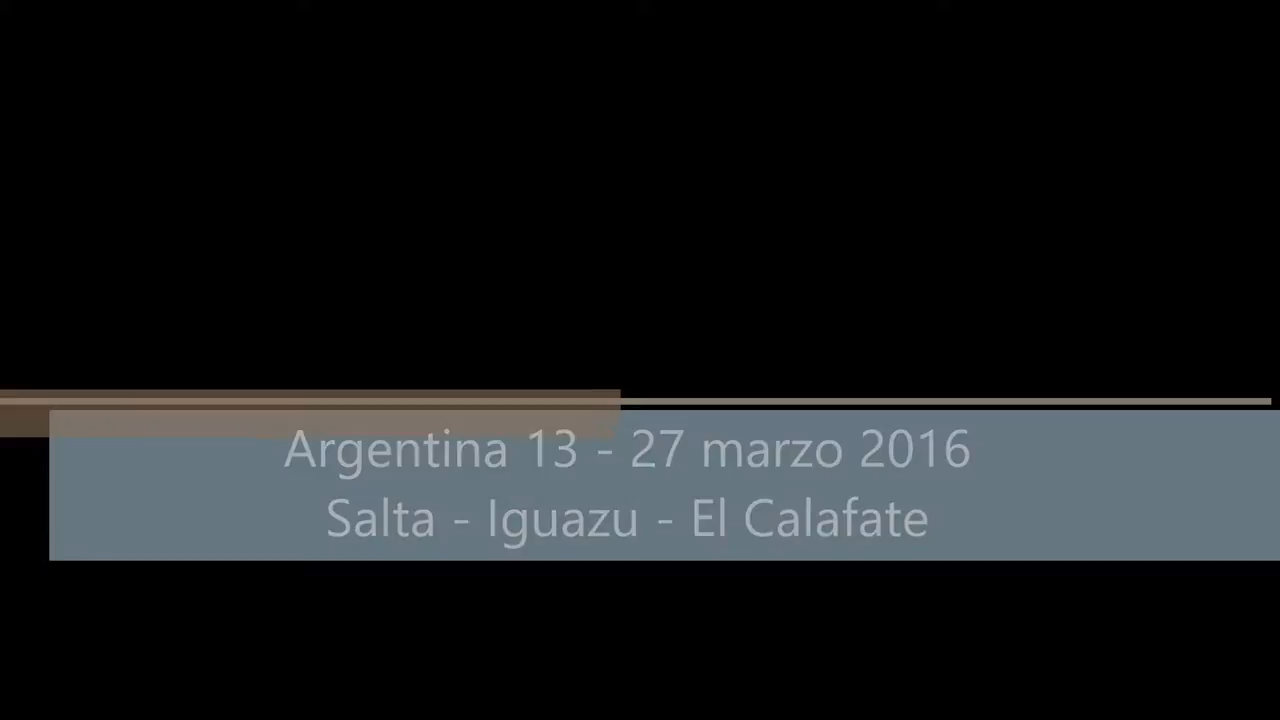 Argentina 13 - 27 marzo 2016
Salta - Iguazu - El Calafate